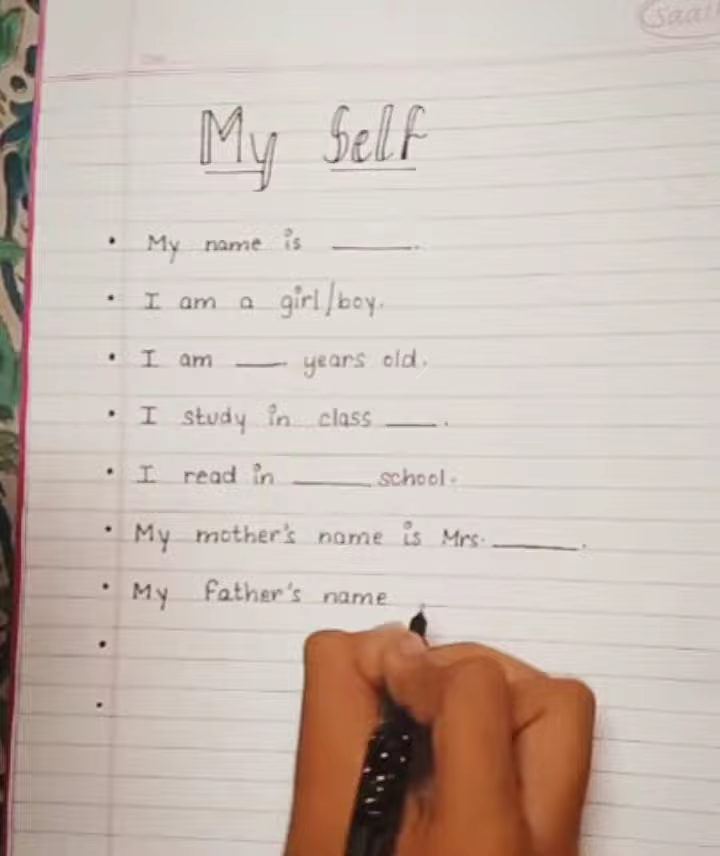 My Self
• My name is ______.
• I am a girl/boy.
• I am ____ years old.
• I study in class ____.
• I read in ______ school.
• My mother's name is Mrs. ______.
• My father's name
•
•